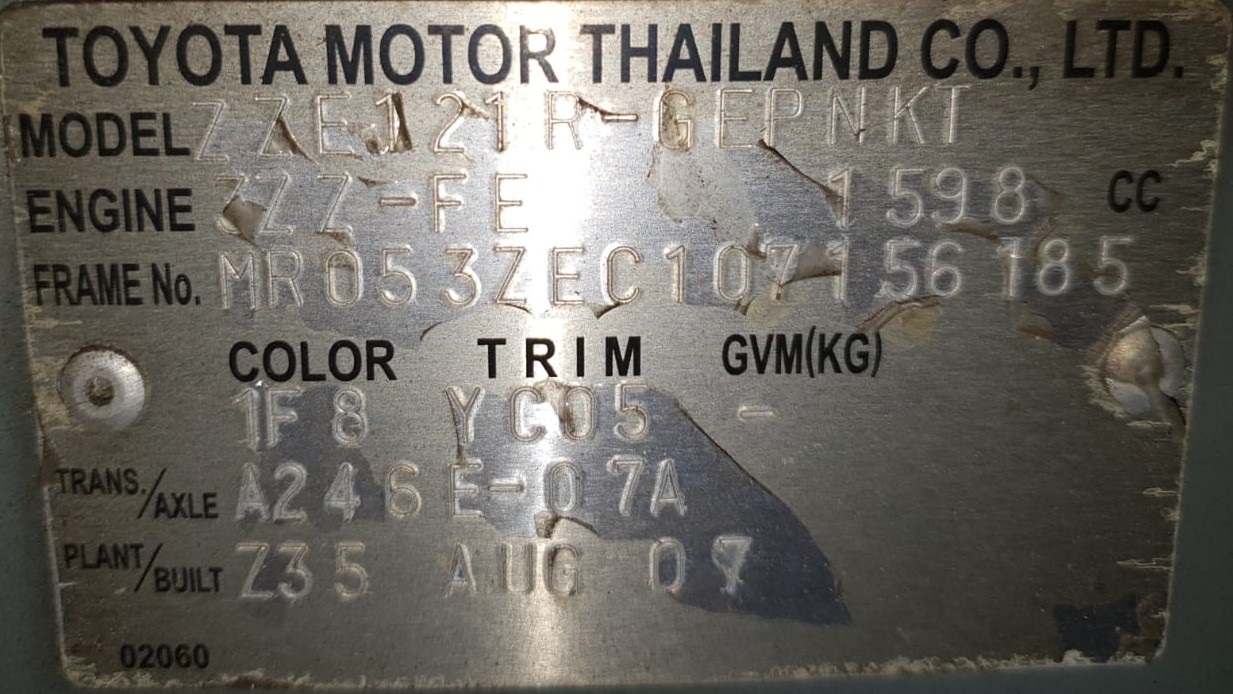 TOYOTA MOTOR THAILAND CO., LTD.
MODEL ZZE121R-GEPNKT
ENGINE 3ZZ-FE 1598 CC
FRAME No. MR053ZEC107156185
COLOR TRIM GVM(KG)
1F8 YC05 -
TRANS./AXLE A246E-07A
PLANT/BUILT Z35 AUG 07
02060